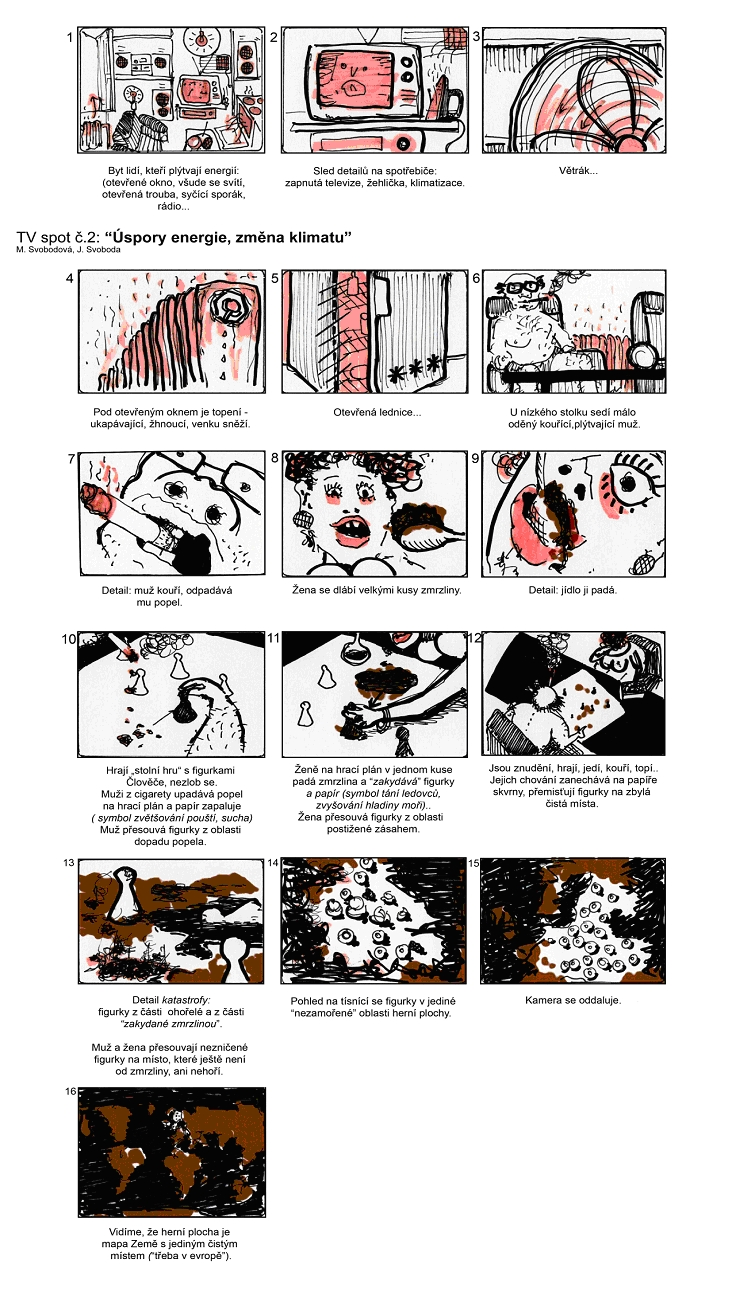 1
Byt lidí, kteří plýtvají energií:
(otevřené okno, všude se svítí,
otevřená trouba, syčící sporák,
rádio...
2
Sled detailů na spotřebiče:
zapnutá televize, žehlička, klimatizace.
3
Větrák...
TV spot č.2: “Úspory energie, změna klimatu”
M. Svobodová, J. Svoboda
4
Pod otevřeným oknem je topení -
ukapávající, žhnoucí, venku sněží.
5
Otevřená lednice...
6
U nízkého stolku sedí málo
oděný kouřící,plýtvající muž.
7
Detail: muž kouří, odpadává
mu popel.
8
Žena se dlábí velkými kusy zmrzliny.
9
Detail: jídlo ji padá.
10
Hrají „stolní hru“ s figurkami
Člověče, nezlob se.
Muži z cigarety upadává popel
na hrací plán a papír zapaluje
( symbol zvětšování pouští, sucha)
Muž přesouvá figurky z oblasti
dopadu popela.
11
Ženě na hrací plán v jednom kuse
padá zmrzlina a “zakydává” figurky
a papír (symbol tání ledovců,
zvyšování hladiny moří)..
Žena přesouvá figurky z oblasti
postižené zásahem.
12
Jsou znudění, hrají, jedí, kouří, topí..
Jejich chování zanechává na papíře
skvrny, přemisťují figurky na zbylá
čistá místa.
13
Detail katastrofy:
figurky z části ohořelé a z části
“zakydané zmrzlinou”.
Muž a žena přesouvají nezničené
figurky na místo, které ještě není
od zmrzliny, ani nehoří.
14
Pohled na tísnící se figurky v jediné
“nezamořené” oblasti herní plochy.
15
Kamera se oddaluje.
16
Vidíme, že herní plocha je
mapa Země s jediným čistým
místem (“třeba v evropě”).